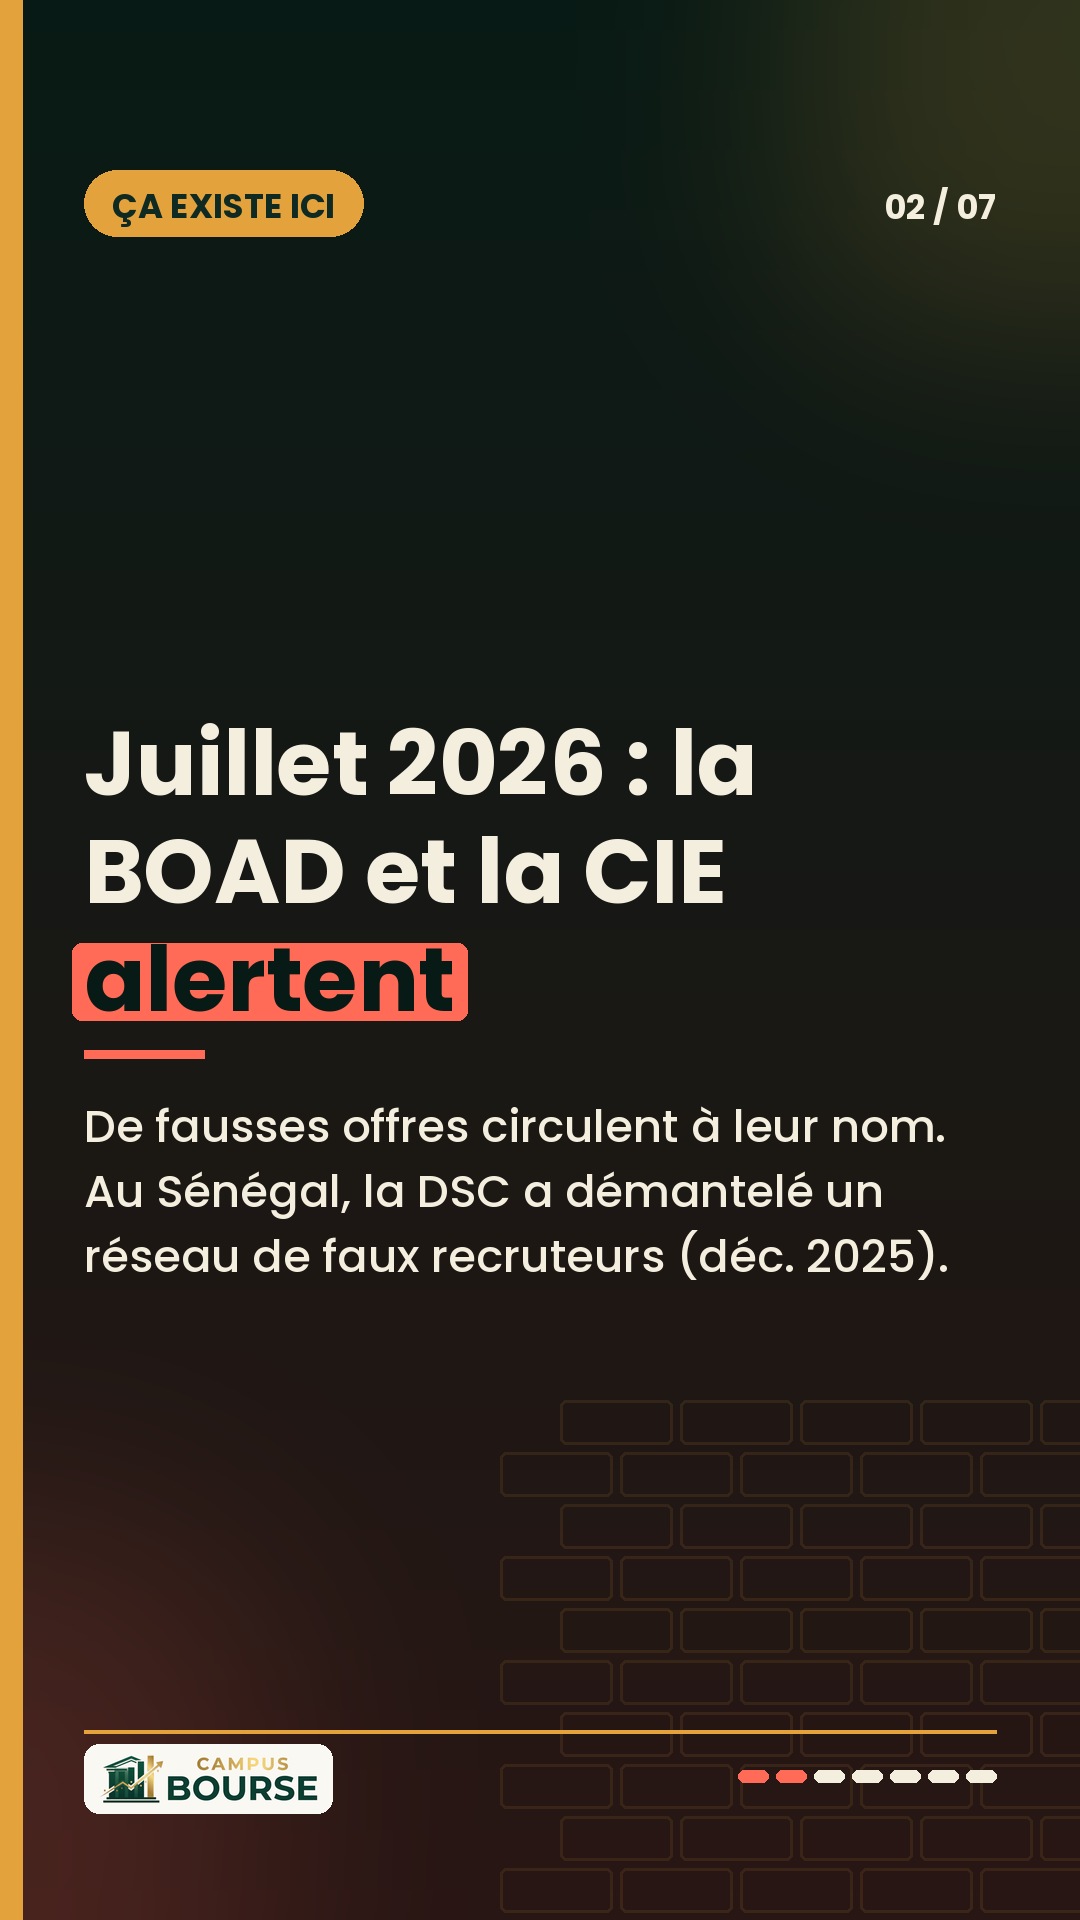 ÇA EXISTE ICI
02 / 07
Juillet 2026 : la
BOAD et la CIE
alertent
De fausses offres circulent à leur nom.
Au Sénégal, la DSC a démantelé un
réseau de faux recruteurs (déc. 2025).
CAMPUS
BOURSE